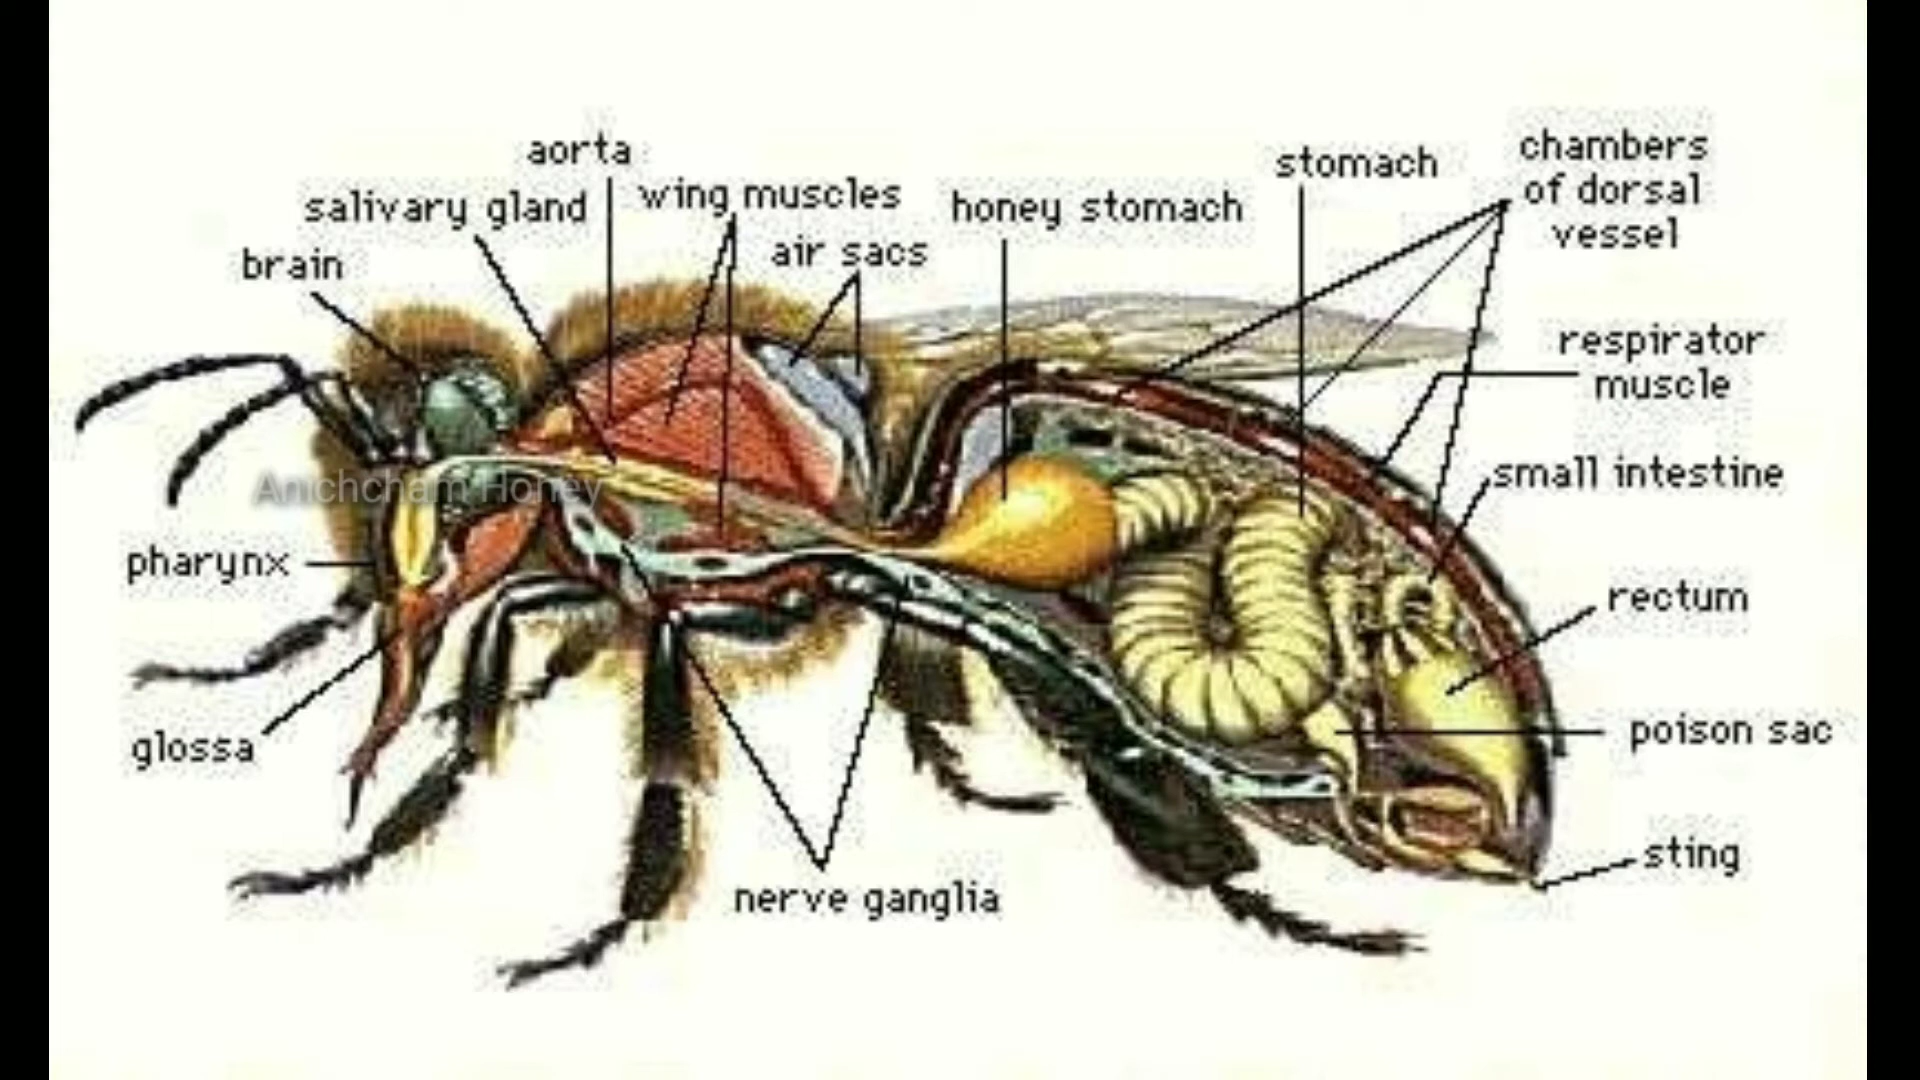 aorta
salivary gland
wing muscles
air sacs
brain
honey stomach
stomach
chambers
of dorsal
vessel
respirator
muscle
small intestine
Anichcham Honey
pharynx
rectum
glossa
poison sac
sting
nerve ganglia